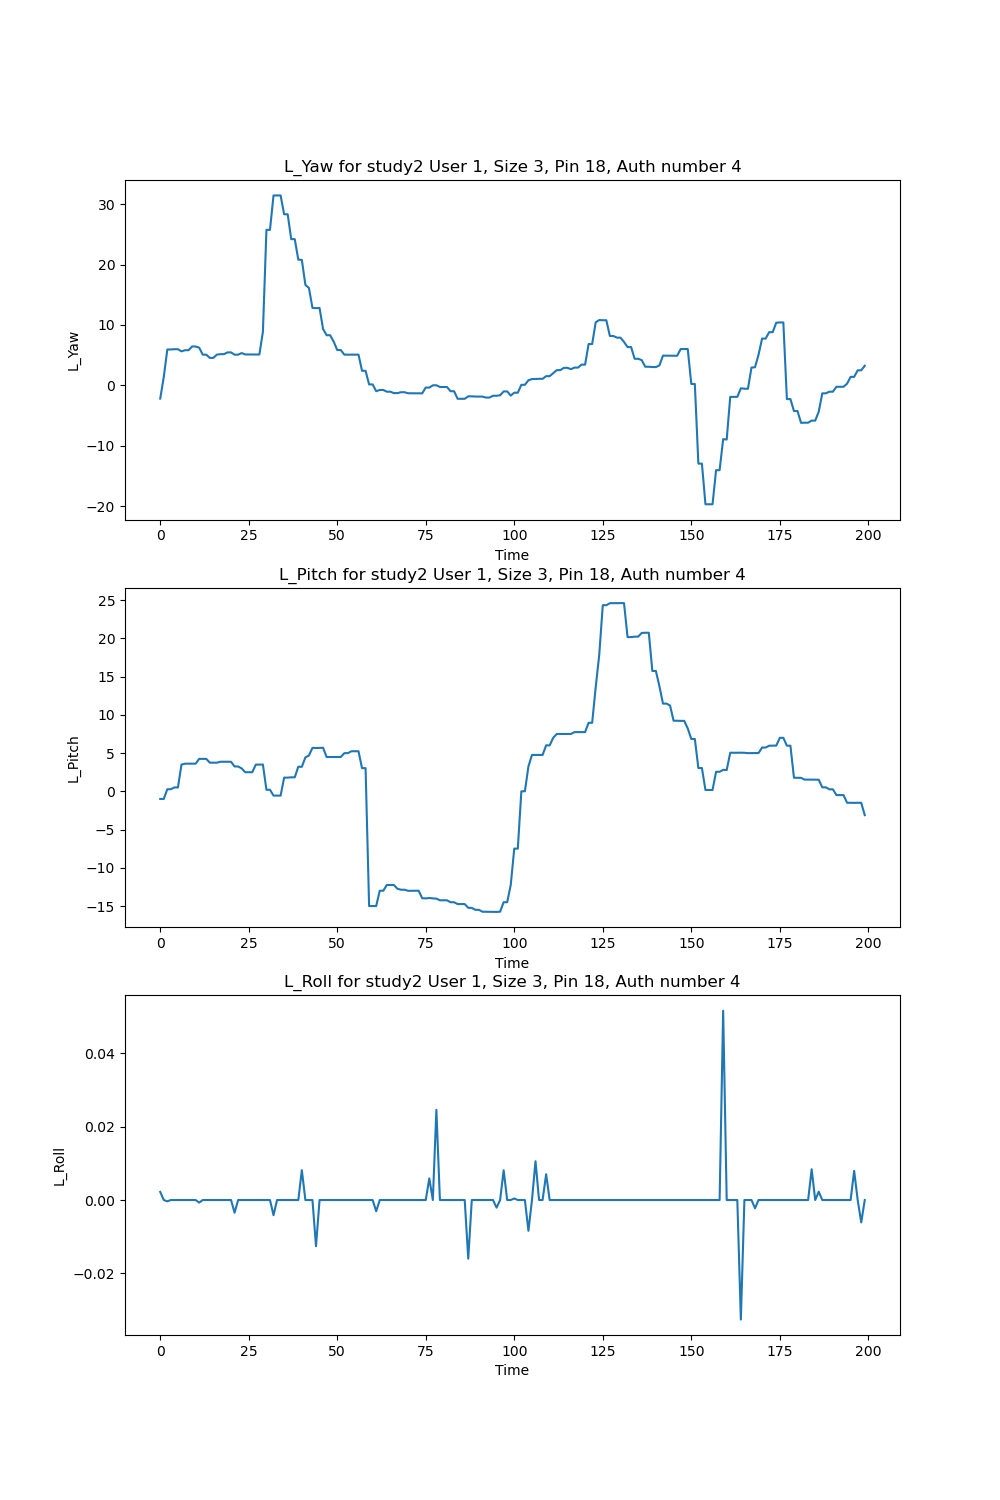 L_Yaw for study2 User 1, Size 3, Pin 18, Auth number 4
30
20
10
0
−10
−20
L_Yaw
0 25 50 75 100 125 150 175 200
Time
L_Pitch for study2 User 1, Size 3, Pin 18, Auth number 4
25
20
15
10
5
0
−5
−10
−15
L_Pitch
0 25 50 75 100 125 150 175 200
Time
L_Roll for study2 User 1, Size 3, Pin 18, Auth number 4
0.04
0.02
0.00
−0.02
L_Roll
0 25 50 75 100 125 150 175 200
Time